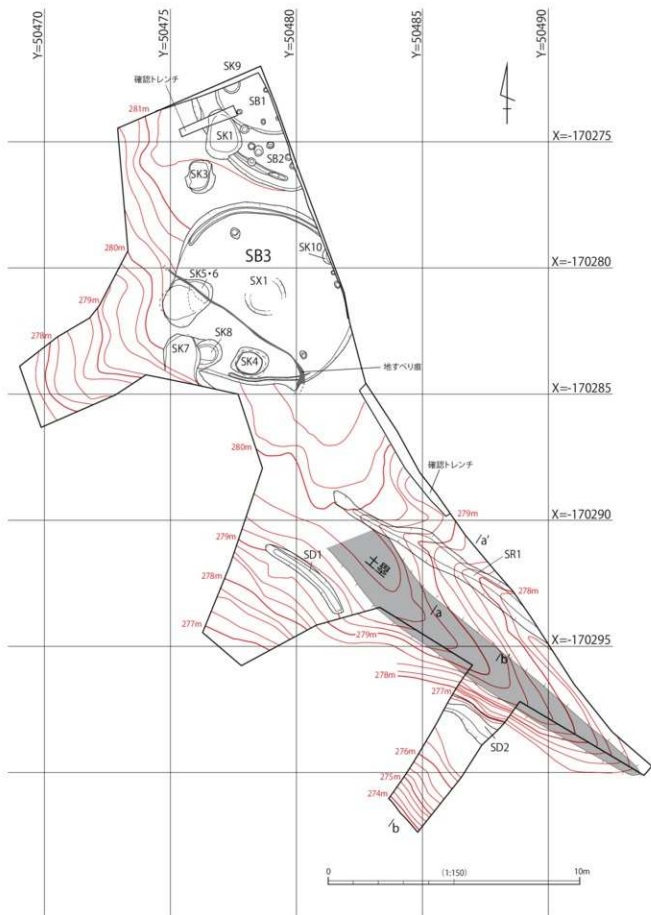 Y=50470
Y=50475
Y=50480
Y=50485
Y=50490
SK9
確認トレンチ
SB1
281m
X=-170275
SK1
SB2
SK3
280m
SB3
SK10
X=-170280
SK5・6
SX1
279m
278m
SK8
SK7
SK4
地すべり痕
X=-170285
280m
確認トレンチ
279m
X=-170290
a'
279m
SD1
土塁
SR1
278m
278m
a
277m
279m
b'
X=-170295
278m
277m
SD2
276m
275m
274m
b
0
(1:150)
10m